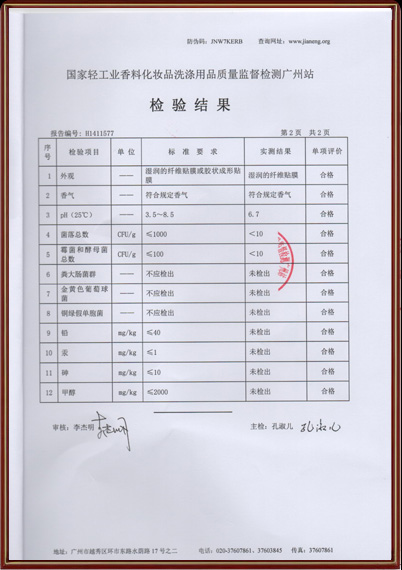 防伪码: JNW7KERB 查询网址: www.jianeng.org
国家轻工业香料化妆品洗涤用品质量监督检测广州站
检验结果
报告编号: H1411577 第 2 页 共 2 页
序号 检验项目 单位 标准要求 实测结果 单项评价
1 外观 —— 湿润的纤维贴膜或胶状成形贴膜 湿润的纤维贴膜 合格
2 香气 —— 符合规定香气 符合规定香气 合格
3 pH (25℃) —— 3.5~8.5 6.7 合格
4 菌落总数 CFU/g ≤1000 <10 合格
5 霉菌和酵母菌总数 CFU/g ≤100 <10 合格
6 粪大肠菌群 —— 不应检出 未检出 合格
7 金黄色葡萄球菌 —— 不应检出 未检出 合格
8 铜绿假单胞菌 —— 不应检出 未检出 合格
9 铅 mg/kg ≤40 未检出 合格
10 汞 mg/kg ≤1 未检出 合格
11 砷 mg/kg ≤10 未检出 合格
12 甲醇 mg/kg ≤2000 未检出 合格
审核: 李杰明 主检: 孔淑儿 孔淑儿
地址: 广州市越秀区环市东路水荫路 17 号之二 电话: 020-37607861、37603845 传真: 37607861